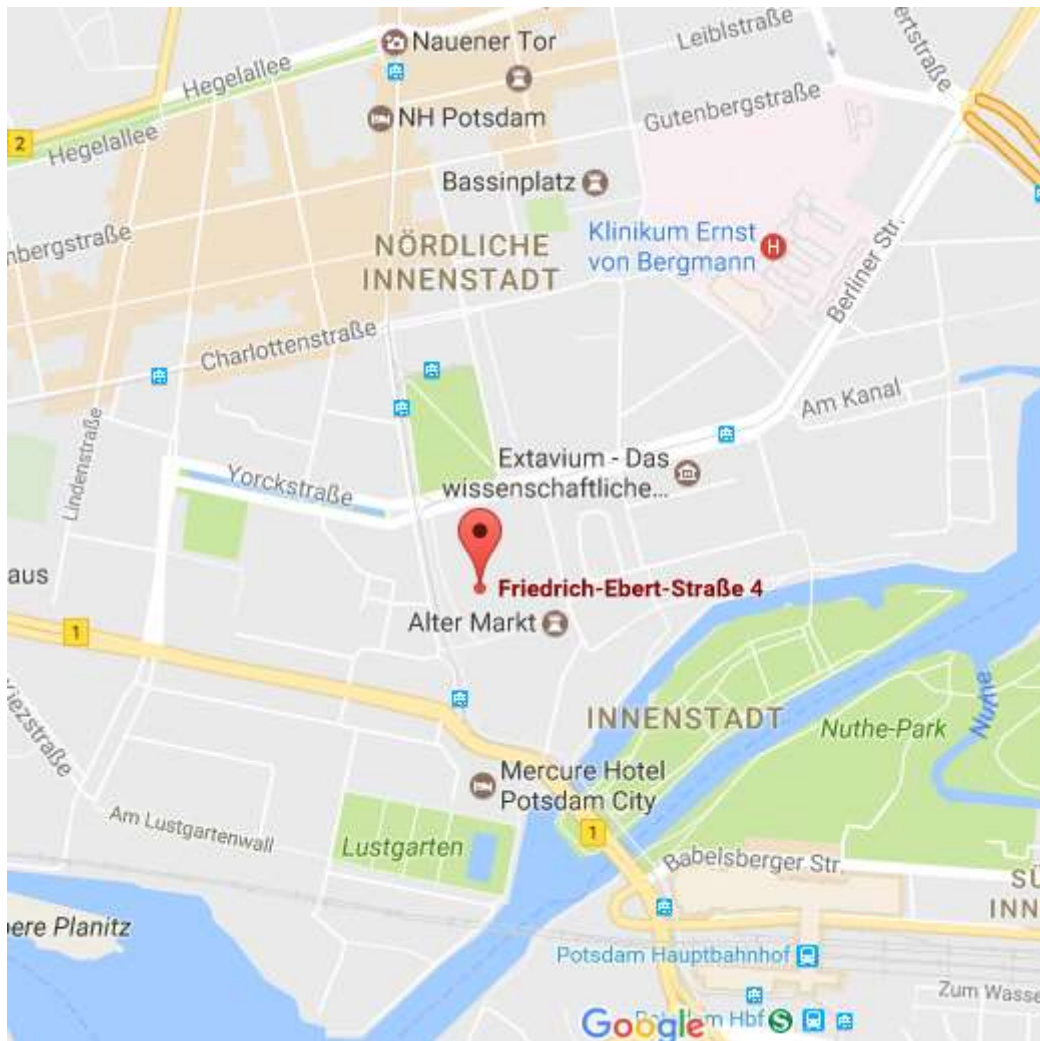 Nauener Tor
Leiblstraße
Hegelallee
NH Potsdam
Gutenbergstraße
2
Hegelallee
Bassinplatz
Klinikum Ernst
von Bergmann
H
NÖRDLICHE
INNENSTADT
Berliner Str.
Charlottenstraße
Am Kanal
Lindenstraße
Extavium - Das
wissenschaftliche...
Yorckstraße
Friedrich-Ebert-Straße 4
Alter Markt
1
INNENSTADT
Nuthe-Park
Nuthe
Mercure Hotel
Potsdam City
Am Lustgartenwall
Lustgarten
1
Babelsberger Str.
Potsdam Hauptbahnhof
Zum Wasse
Google
Hbf
S